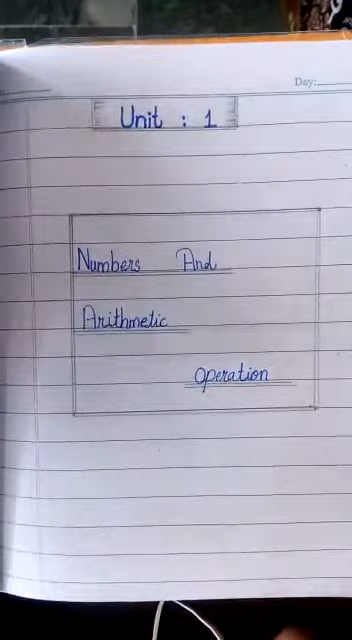 Day:
Unit : 1
Numbers And
Arithmetic
Operation